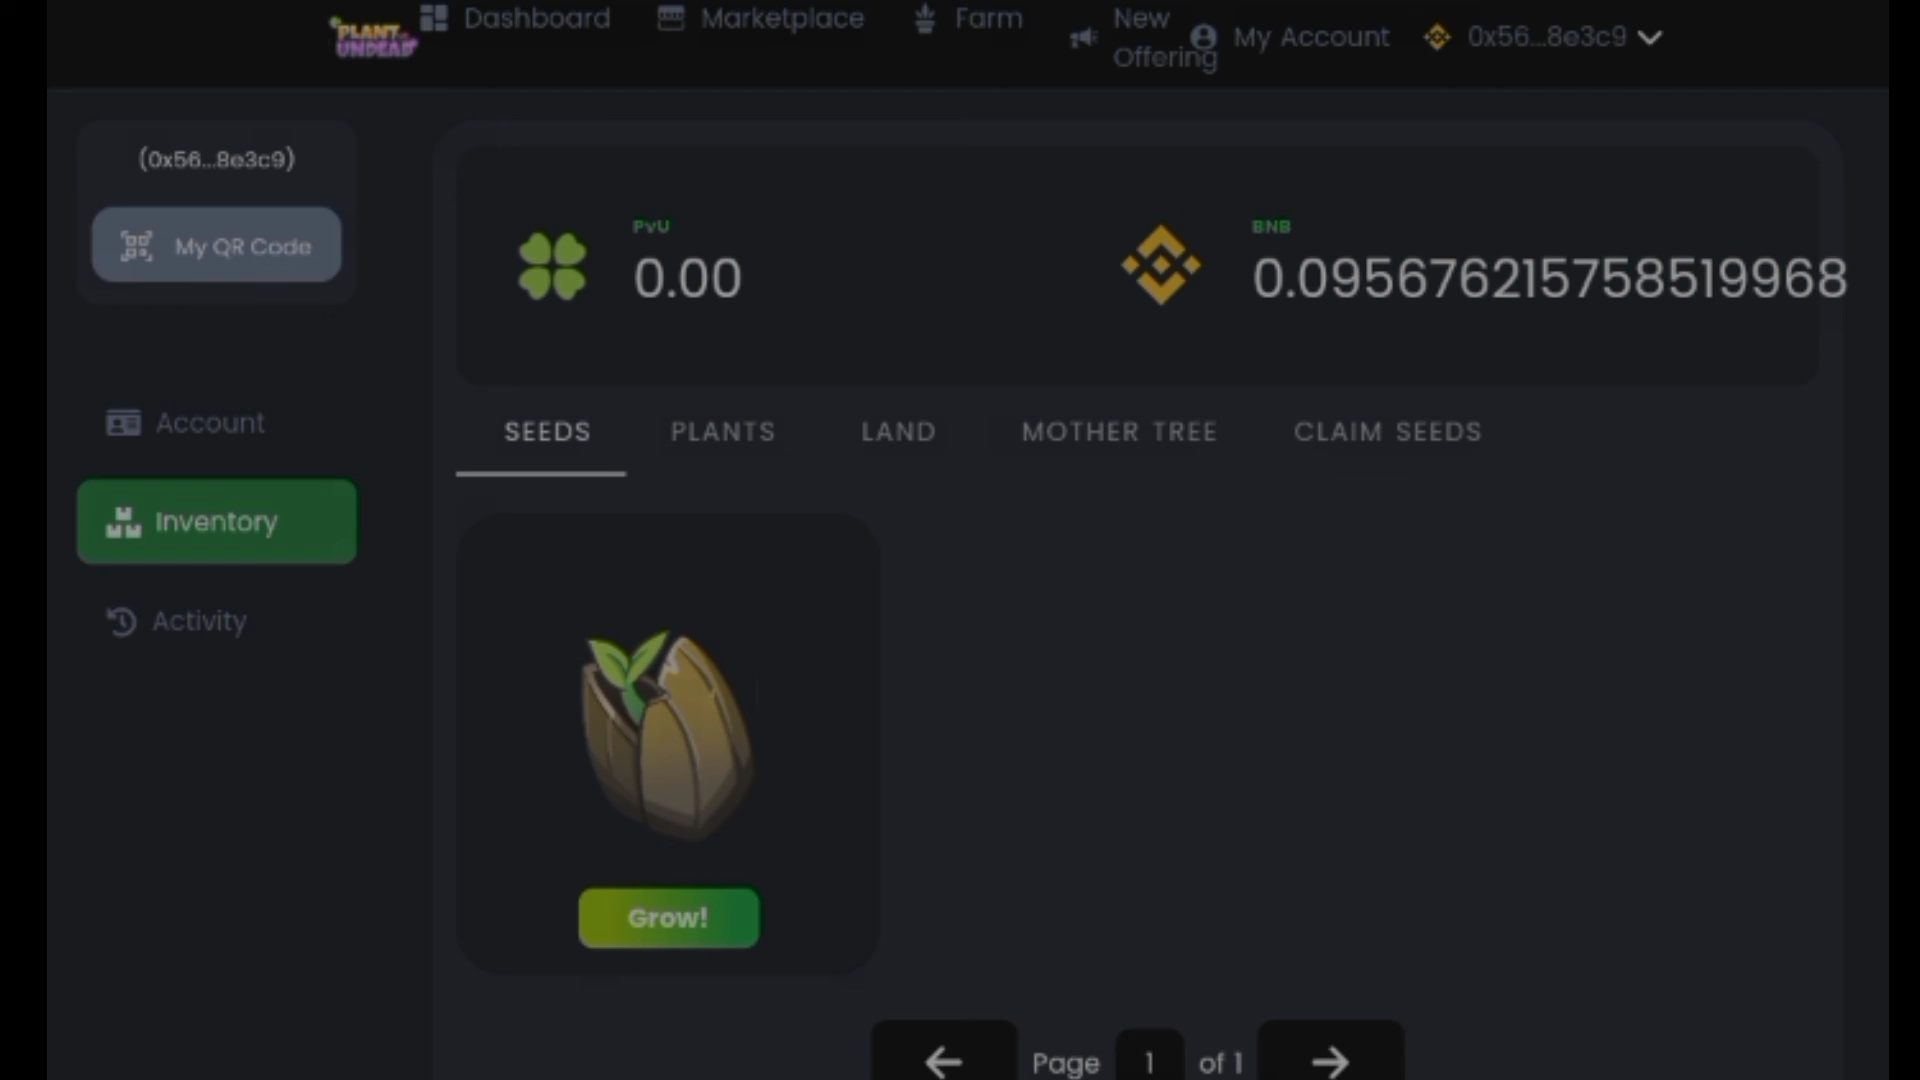 PLANT vs. UNDEAD
Dashboard
Marketplace
Farm
New
Offering
My Account
0x56...8e3c9
(0x56...8e3c9)
My QR Code
Account
Inventory
Activity
PvU
0.00
BNB
0.095676215758519968
SEEDS
PLANTS
LAND
MOTHER TREE
CLAIM SEEDS
Grow!
Page
1
of 1